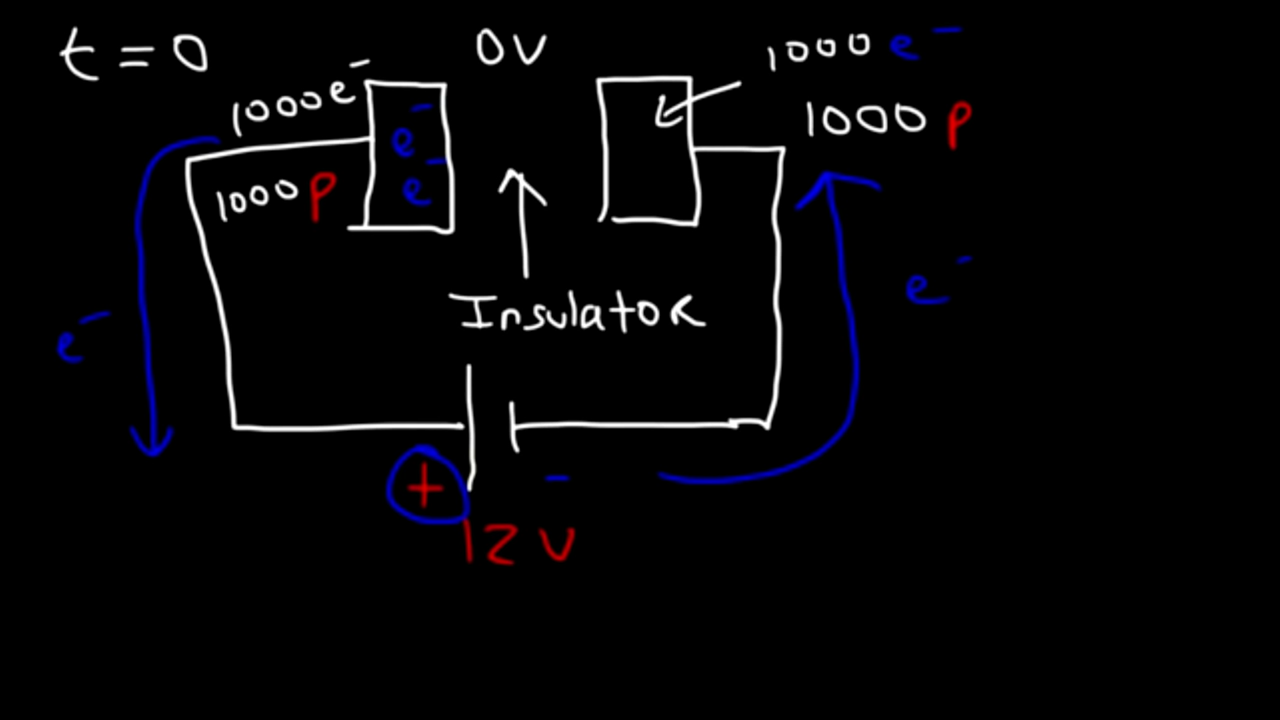 t = 0
0V
1000 e⁻
1000 e⁻
1000 p
e⁻
e⁻
1000 p
e⁻
Insulator
e⁻
+
-
12 V